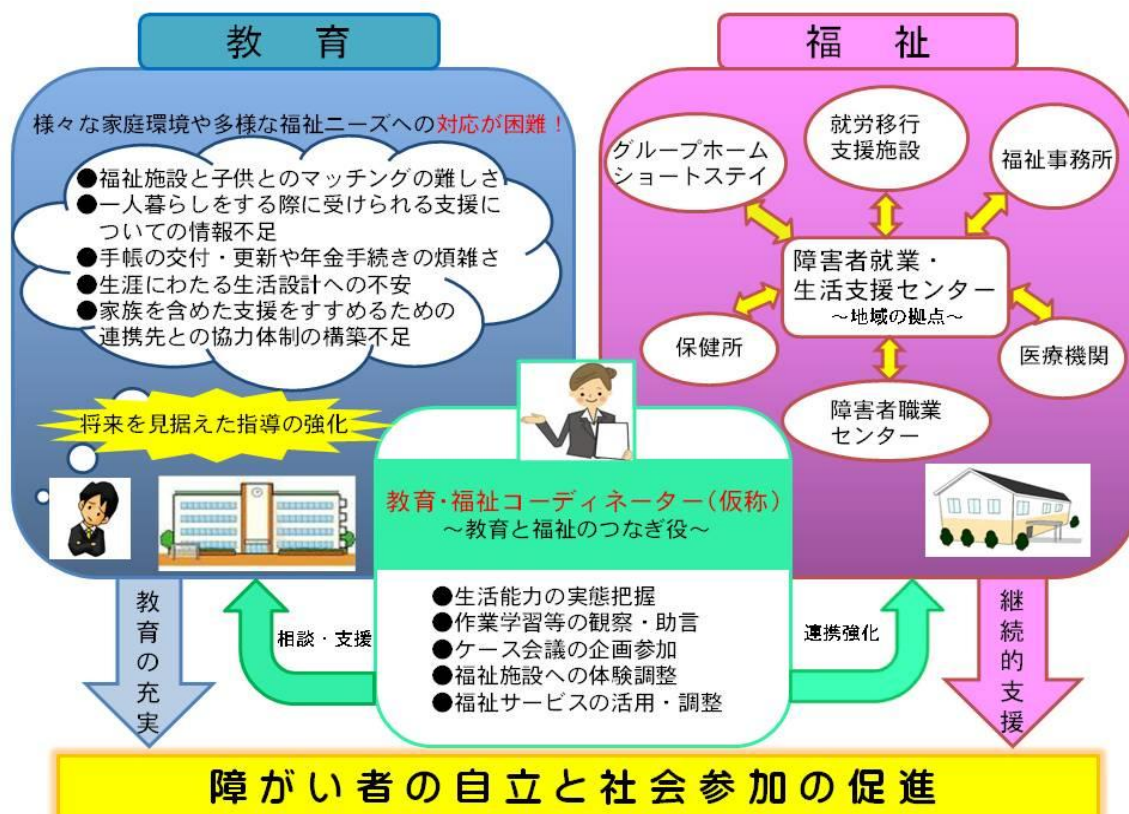 教 育
様々な家庭環境や多様な福祉ニーズへの対応が困難!
●福祉施設と子供とのマッチングの難しさ
●一人暮らしをする際に受けられる支援に
ついての情報不足
●手帳の交付・更新や年金手続きの煩雑さ
●生涯にわたる生活設計への不安
●家族を含めた支援をすすめるための
連携先との協力体制の構築不足
将来を見据えた指導の強化
福 祉
グループホーム
ショートステイ
就労移行
支援施設
福祉事務所
障害者就業・
生活支援センター
~地域の拠点~
保健所
医療機関
障害者職業
センター
教育・福祉コーディネーター(仮称)
~教育と福祉のつなぎ役~
●生活能力の実態把握
●作業学習等の観察・助言
●ケース会議の企画参加
●福祉施設への体験調整
●福祉サービスの活用・調整
相談・支援
連携強化
教育の充実
継続的支援
障がい者の自立と社会参加の促進